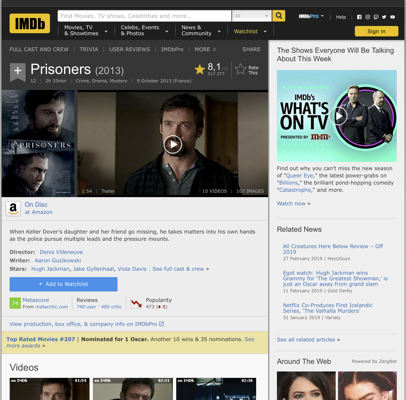 IMDb
Find Movies, TV shows, Celebrities and more...
All
IMDbPro
Help
Movies, TV & Showtimes
Celebs, Events & Photos
News & Community
Watchlist
Sign in
FULL CAST AND CREW | TRIVIA | USER REVIEWS | IMDbPro | MORE
SHARE
Prisoners (2013)
8,1
Rate This
12 | 2h 33min | Crime, Drama, Mystery | 9 October 2013 (France)
PRISONERS
1:54 | Trailer
10 VIDEOS | 107 IMAGES
On Disc
at Amazon
When Keller Dover's daughter and her friend go missing, he takes matters into his own hands
as the police pursue multiple leads and the pressure mounts.
Director: Denis Villeneuve
Writer: Aaron Guzikowski
Stars: Hugh Jackman, Jake Gyllenhaal, Viola Davis | See full cast & crew »
+ Add to Watchlist
Metascore
From metacritic.com
Reviews
740 user | 480 critic
Popularity
473
View production, box office, & company info on IMDbPro
Top Rated Movies #207 | Nominated for 1 Oscar. Another 10 wins & 35 nominations. See
more awards »
Videos
IMDb
02:54
IMDb
02:31
IMDb
The Shows Everyone Will Be Talking
About This Week
IMDb's
WHAT'S
ON TV
PRESENTED BY
Find out why you can't miss the new season
of "Queer Eye," the latest power-grabs on
"Billions," the brilliant pond-hopping comedy
"Catastrophe," and more.
Watch now »
Related News
All Creatures Here Below Review – Gff
2019
27 February 2019 | HeyUGuys
Egot watch: Hugh Jackman wins
Grammy for 'The Greatest Showman,' is
just an Oscar away from grand slam
11 February 2019 | Gold Derby
Netflix Co-Produces First Icelandic
Series, 'The Valhalla Murders'
31 January 2019 | Variety
See all related articles »
Around The Web
Powered by ZergNet